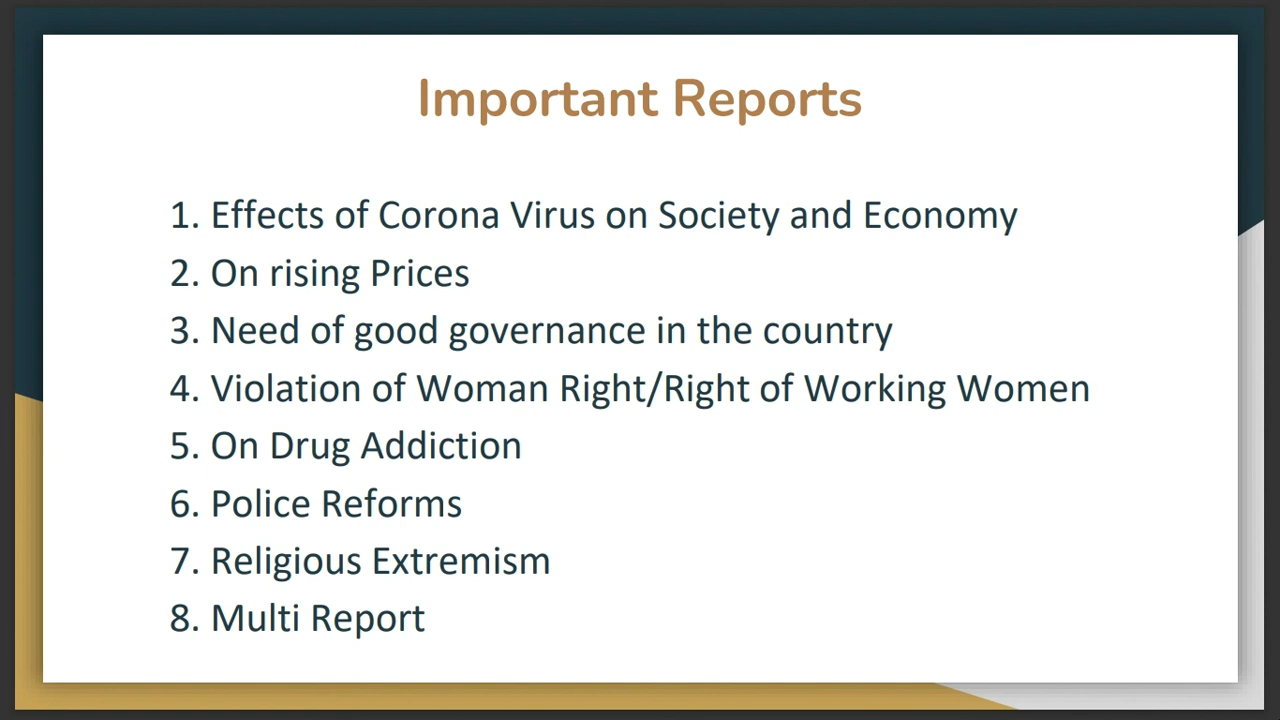 Important Reports
1. Effects of Corona Virus on Society and Economy
2. On rising Prices
3. Need of good governance in the country
4. Violation of Woman Right/Right of Working Women
5. On Drug Addiction
6. Police Reforms
7. Religious Extremism
8. Multi Report